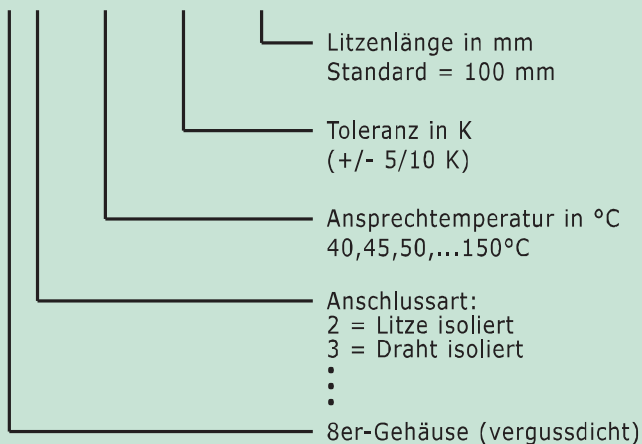 Litzenlänge in mm
Standard = 100 mm
Toleranz in K
(+/- 5/10 K)
Ansprechtemperatur in °C
40,45,50,...150°C
Anschlussart:
2 = Litze isoliert
3 = Draht isoliert
•
•
•
8er-Gehäuse (vergussdicht)